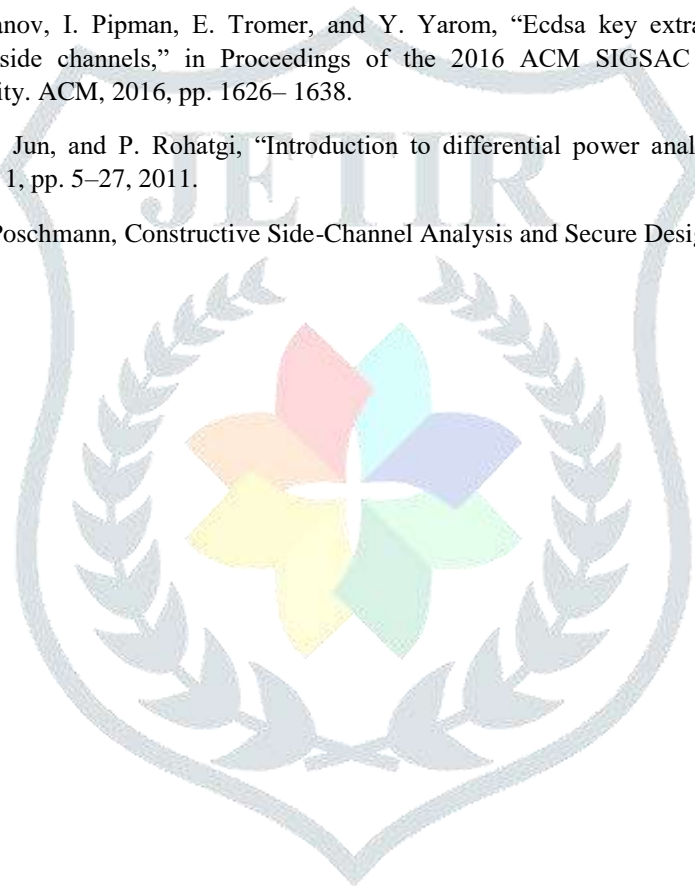 anov, I. Pipman, E. Tromer, and Y. Yarom, “Ecdsa key extra
side channels,” in Proceedings of the 2016 ACM SIGSAC
ity. ACM, 2016, pp. 1626– 1638.
Jun, and P. Rohatgi, “Introduction to differential power anal
1, pp. 5–27, 2011.
Poschmann, Constructive Side-Channel Analysis and Secure Desig
JETIR